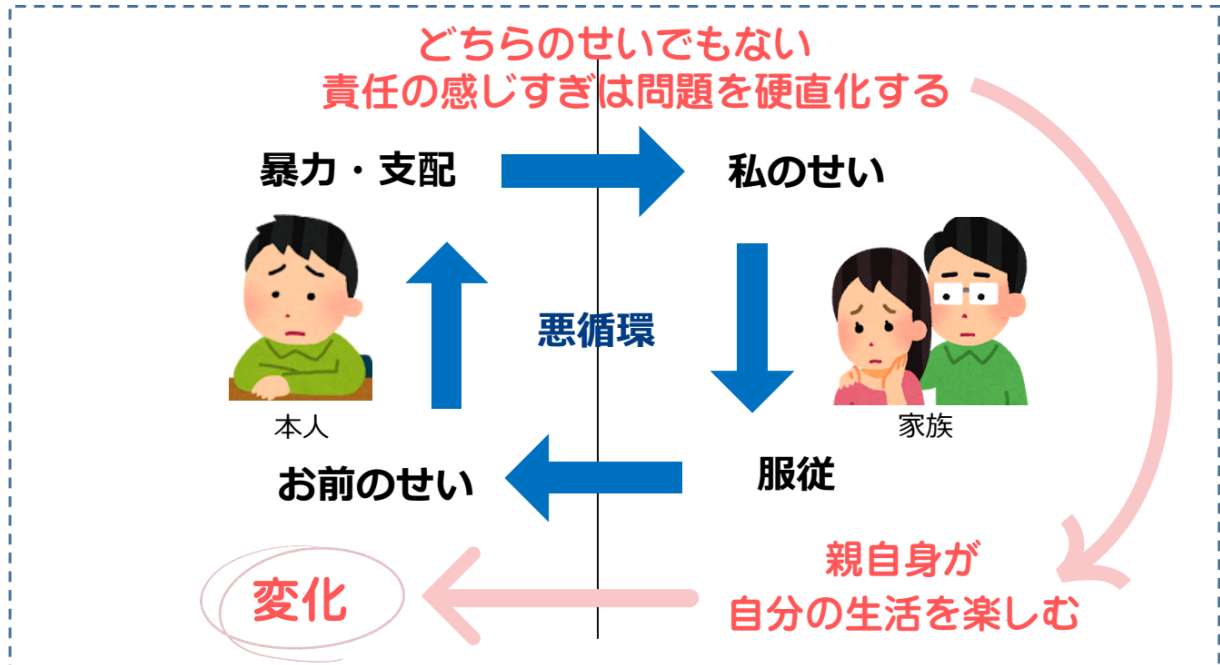 どちらのせいでもない
責任の感じすぎは問題を硬直化する
暴力・支配
私のせい
悪循環
本人
家族
お前のせい
服従
変化
親自身が
自分の生活を楽しむ